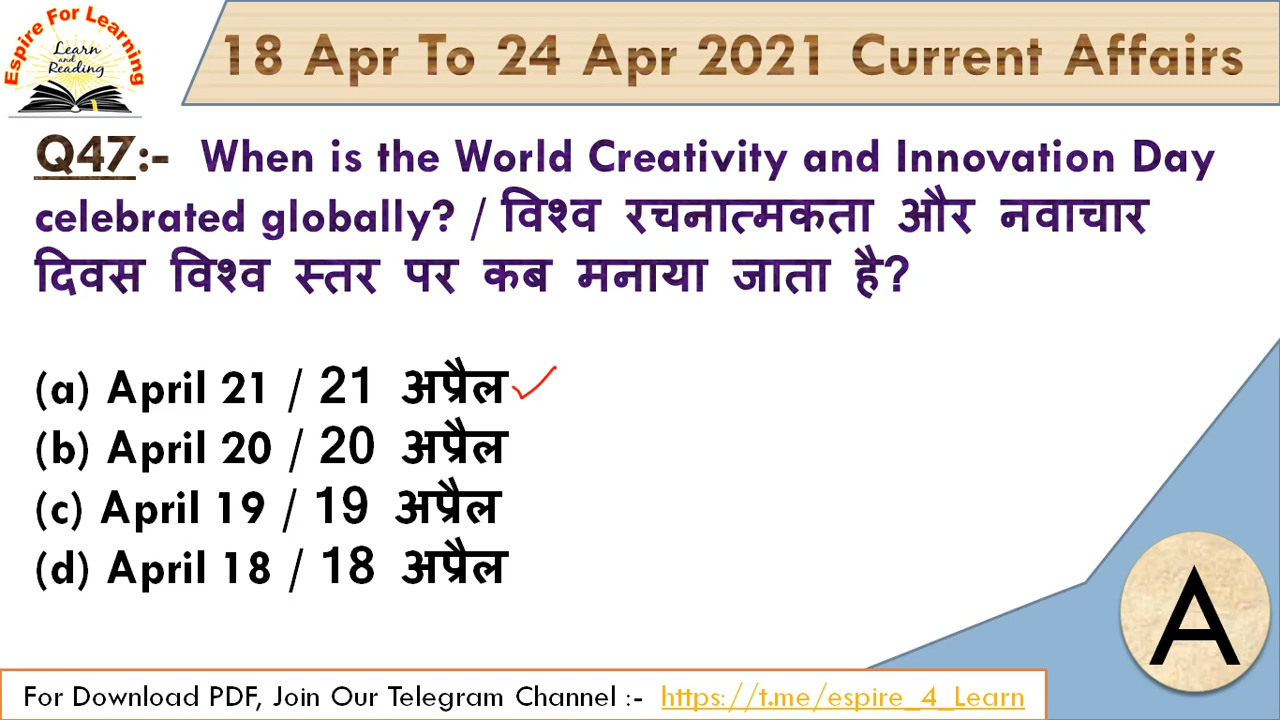 Espire For Learning
Learn
and
Reading
18 Apr To 24 Apr 2021 Current Affairs
Q47:- When is the World Creativity and Innovation Day
celebrated globally? / विश्व रचनात्मकता और नवाचार
दिवस विश्व स्तर पर कब मनाया जाता है?
(a) April 21 / 21 अप्रैल
(b) April 20 / 20 अप्रैल
(c) April 19 / 19 अप्रैल
(d) April 18 / 18 अप्रैल
A
For Download PDF, Join Our Telegram Channel :- https://t.me/espire_4_Learn